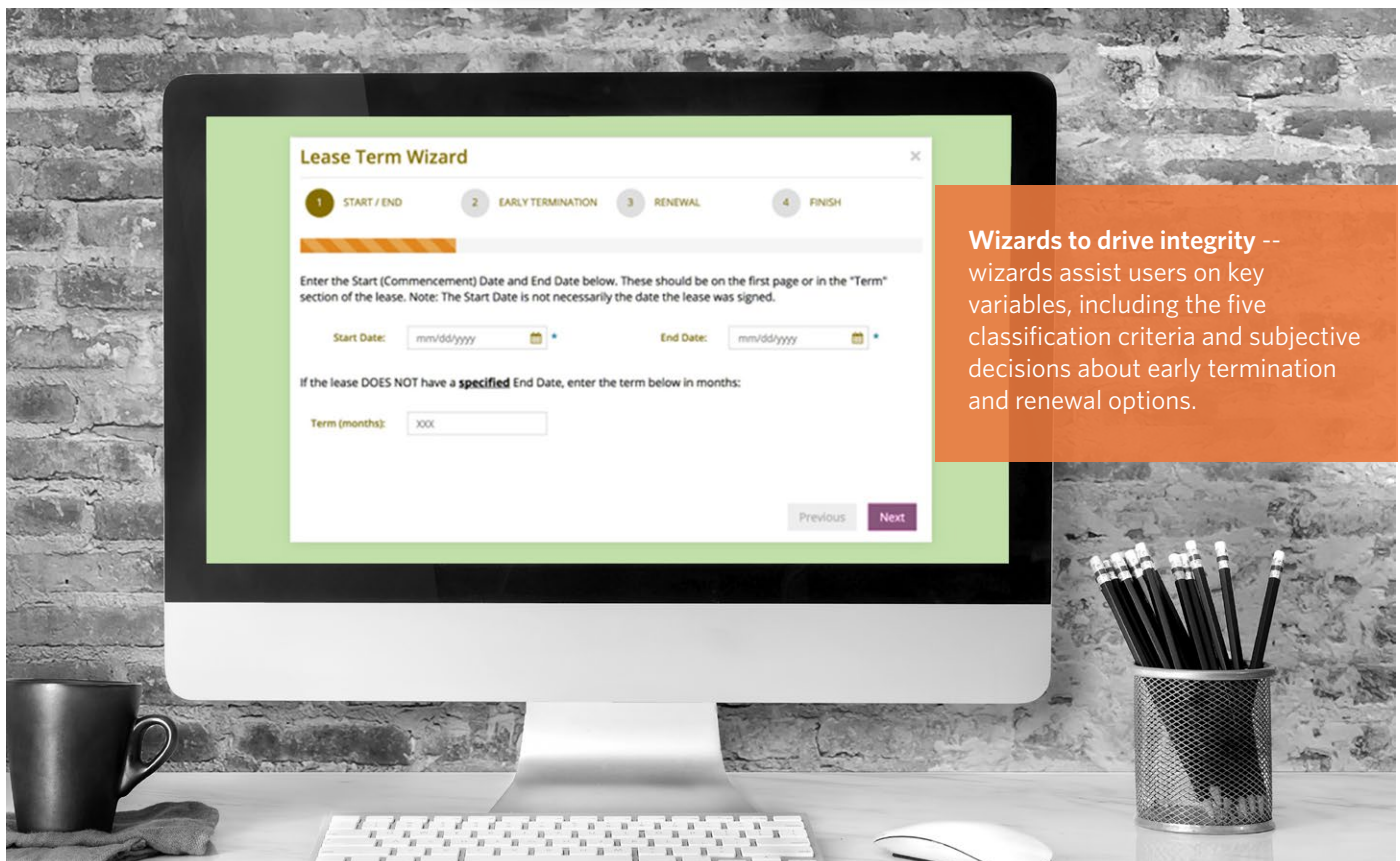 Lease Term Wizard
1 START / END 2 EARLY TERMINATION 3 RENEWAL 4 FINISH
Enter the Start (Commencement) Date and End Date below. These should be on the first page or in the "Term"
section of the lease. Note: The Start Date is not necessarily the date the lease was signed.
Start Date: mm/dd/yyyy * End Date: mm/dd/yyyy *
If the lease DOES NOT have a specified End Date, enter the term below in months:
Term (months): XXX
Previous Next
Wizards to drive integrity --
wizards assist users on key
variables, including the five
classification criteria and subjective
decisions about early termination
and renewal options.